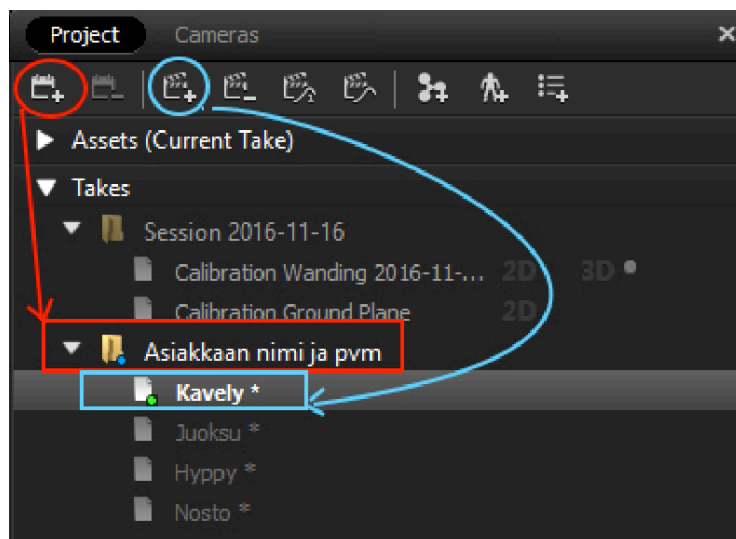 Project Cameras
Assets (Current Take)
Takes
Session 2016-11-16
Calibration Wanding 2016-11-... 2D 3D
Calibration Ground Plane 2D
Asiakkaan nimi ja pvm
Kavely *
Juoksu *
Hyppy *
Nosto *